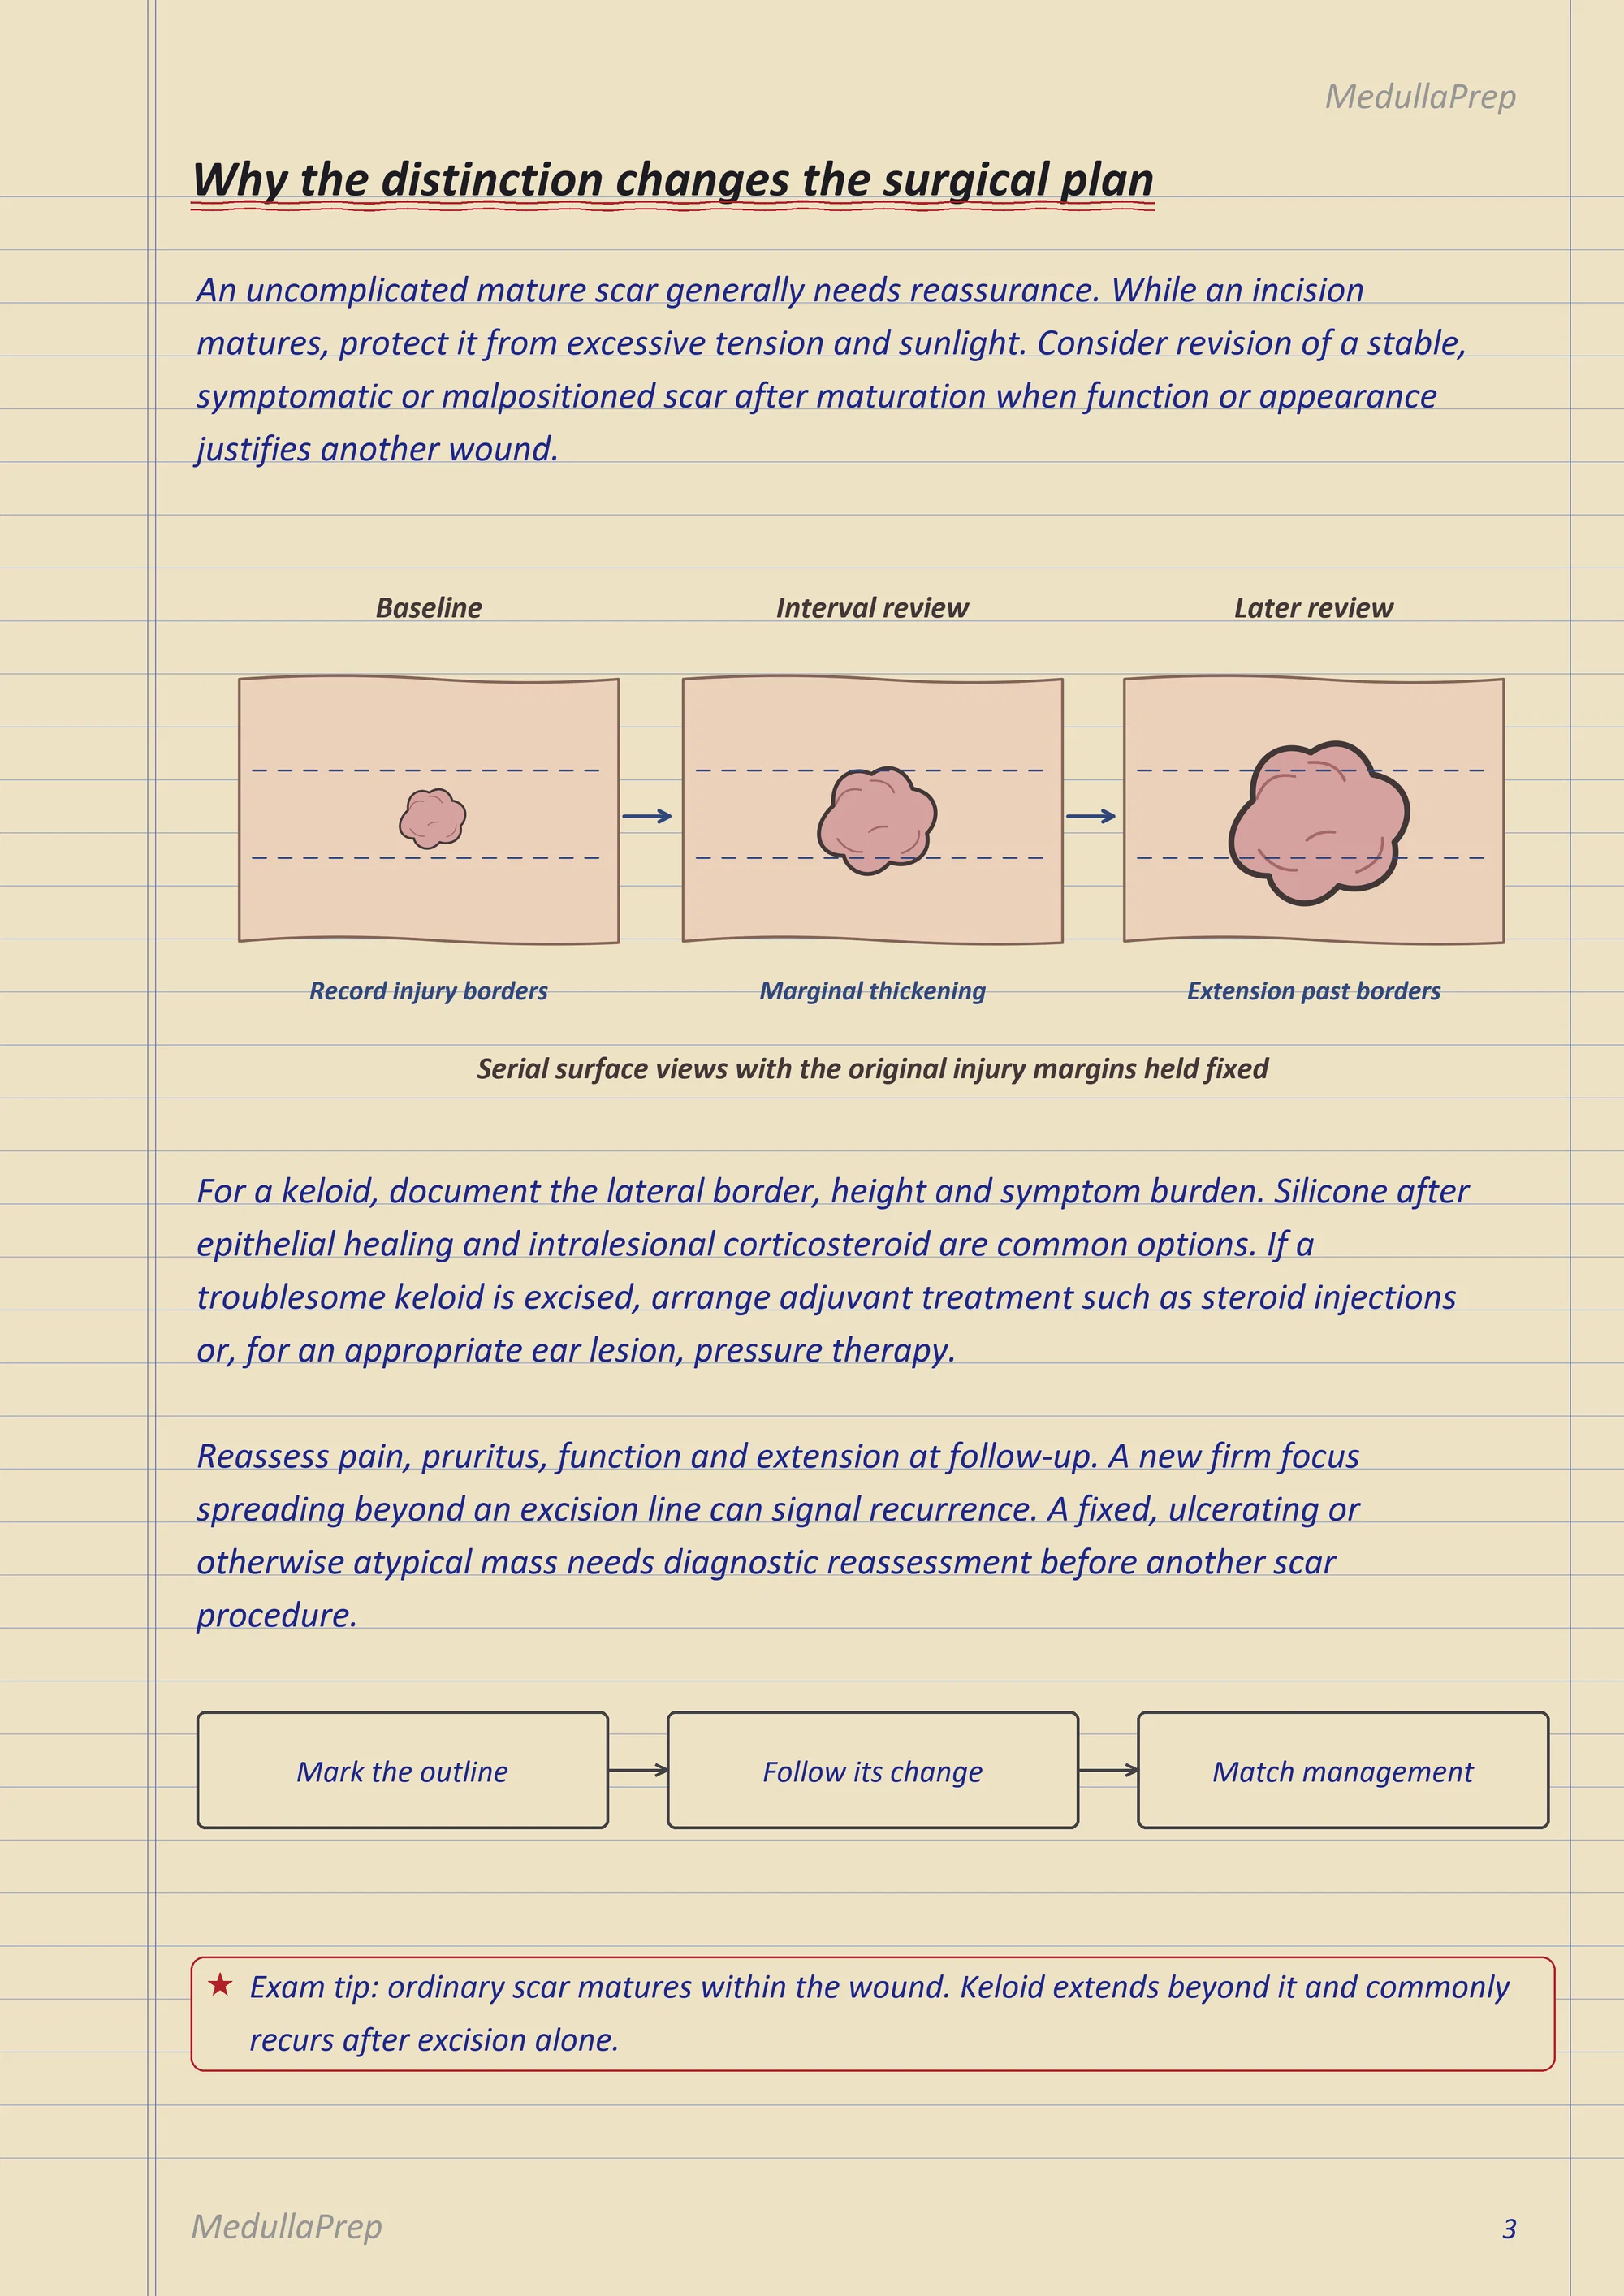 MedullaPrep
Why the distinction changes the surgical plan
An uncomplicated mature scar generally needs reassurance. While an incision
matures, protect it from excessive tension and sunlight. Consider revision of a stable,
symptomatic or malpositioned scar after maturation when function or appearance
justifies another wound.
Baseline
Interval review
Later review
Record injury borders
Marginal thickening
Extension past borders
Serial surface views with the original injury margins held fixed
For a keloid, document the lateral border, height and symptom burden. Silicone after
epithelial healing and intralesional corticosteroid are common options. If a
troublesome keloid is excised, arrange adjuvant treatment such as steroid injections
or, for an appropriate ear lesion, pressure therapy.
Reassess pain, pruritus, function and extension at follow-up. A new firm focus
spreading beyond an excision line can signal recurrence. A fixed, ulcerating or
otherwise atypical mass needs diagnostic reassessment before another scar
procedure.
Mark the outline
Follow its change
Match management
★ Exam tip: ordinary scar matures within the wound. Keloid extends beyond it and commonly
recurs after excision alone.
MedullaPrep
3